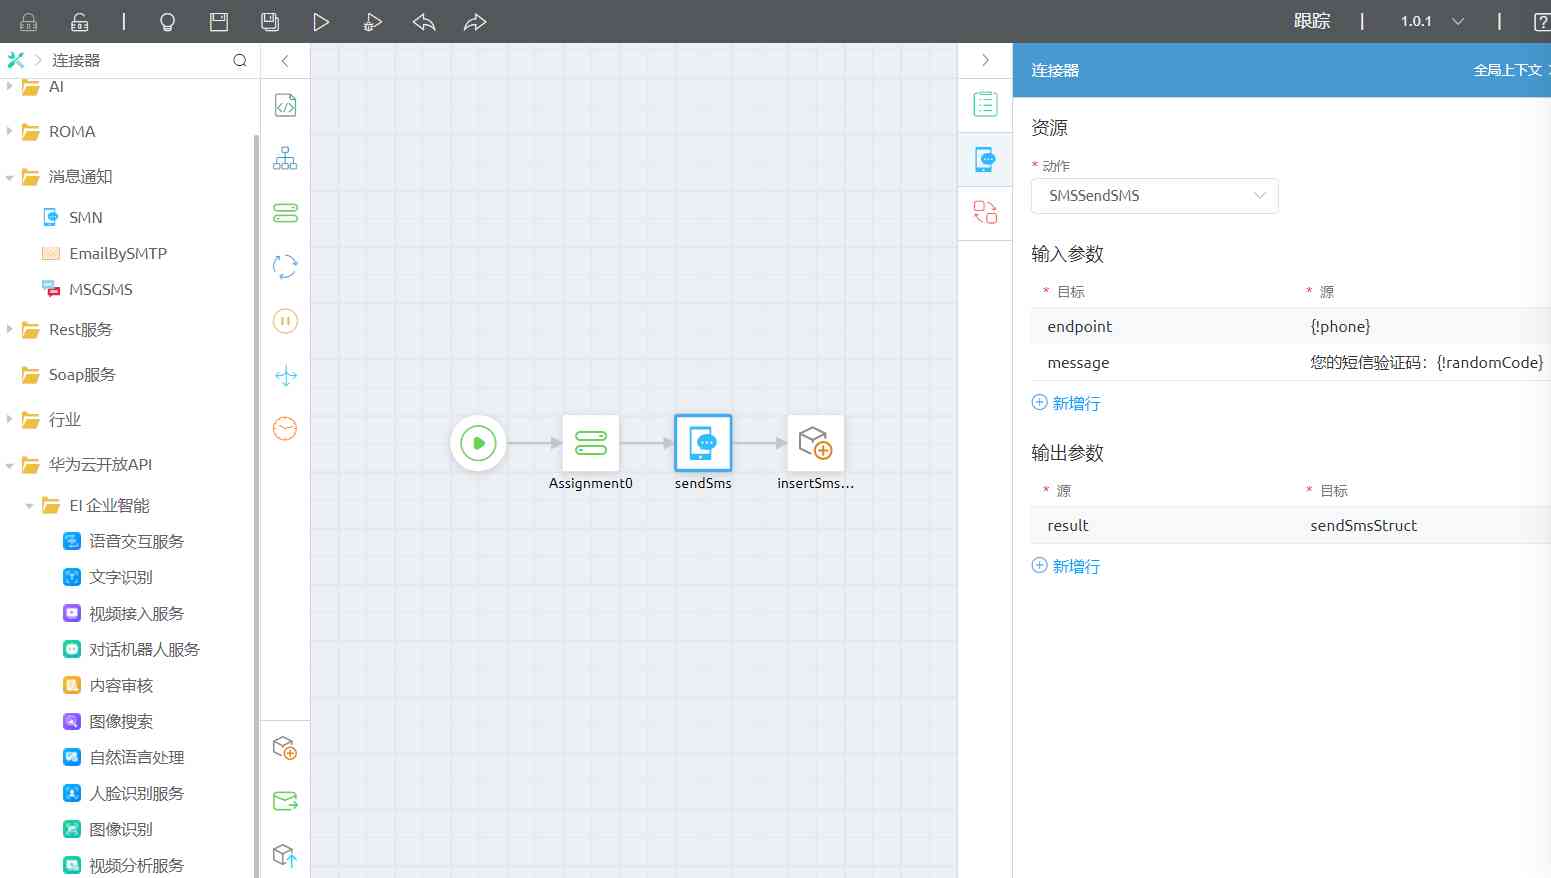 跟踪
1.0.1
连接器
AI
ROMA
消息通知
SMN
EmailBySMTP
MSGSMS
Rest服务
Soap服务
行业
华为云开放API
EI 企业智能
语音交互服务
文字识别
视频接入服务
对话机器人服务
内容审核
图像搜索
自然语言处理
人脸识别服务
图像识别
视频分析服务
Assignment0
sendSms
insertSms...
连接器
全局上下文
资源
* 动作
SMSSendSMS
输入参数
* 目标 * 源
endpoint {!phone}
message 您的短信验证码：{!randomCode}
新增行
输出参数
* 源 * 目标
result sendSmsStruct
新增行